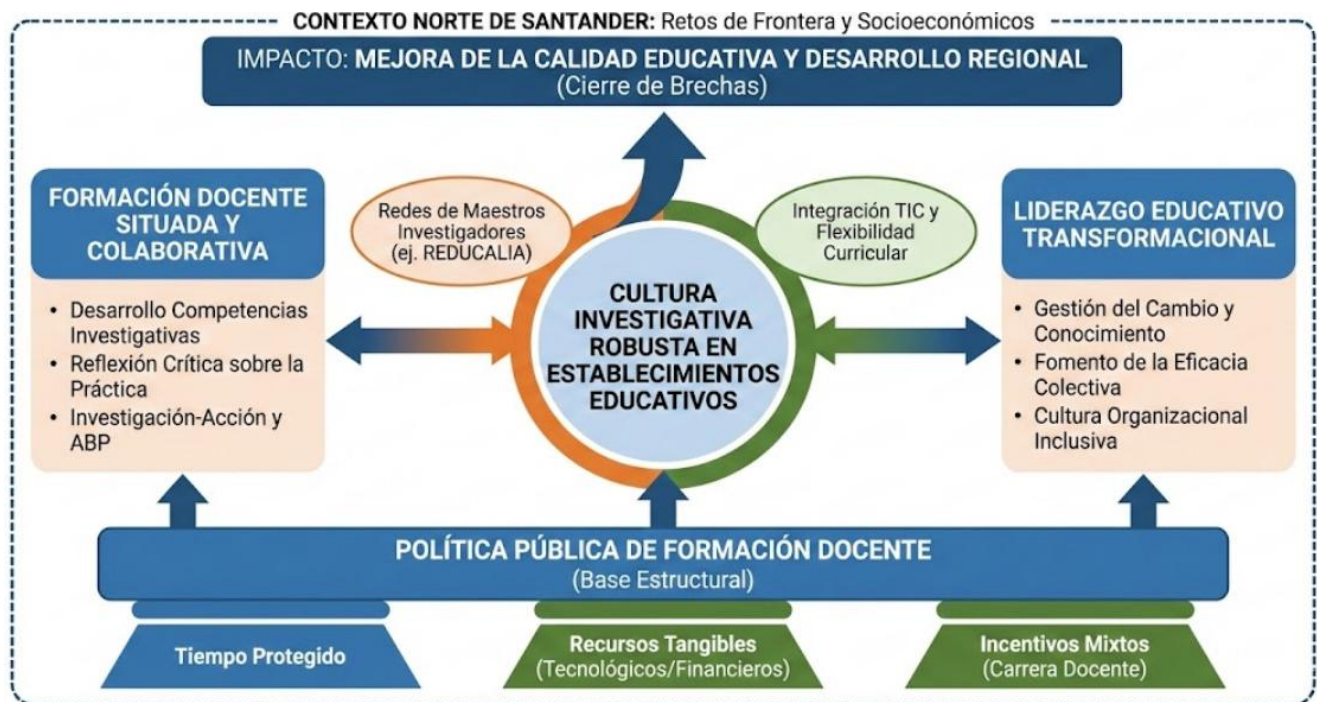 CONTEXTO NORTE DE SANTANDER: Retos de Frontera y Socioeconómicos
IMPACTO: MEJORA DE LA CALIDAD EDUCATIVA Y DESARROLLO REGIONAL
(Cierre de Brechas)
FORMACIÓN DOCENTE
SITUADA Y
COLABORATIVA
• Desarrollo Competencias
Investigativas
• Reflexión Crítica sobre la
Práctica
• Investigación-Acción y
ABP
Redes de Maestros
Investigadores
(ej. REDUCALIA)
CULTURA
INVESTIGATIVA
ROBUSTA EN
ESTABLECIMIENTOS
EDUCATIVOS
Integración TIC y
Flexibilidad
Curricular
LIDERAZGO EDUCATIVO
TRANSFORMACIONAL
• Gestión del Cambio y
Conocimiento
• Fomento de la Eficacia
Colectiva
• Cultura Organizacional
Inclusiva
POLÍTICA PÚBLICA DE FORMACIÓN DOCENTE
(Base Estructural)
Tiempo Protegido
Recursos Tangibles
(Tecnológicos/Financieros)
Incentivos Mixtos
(Carrera Docente)